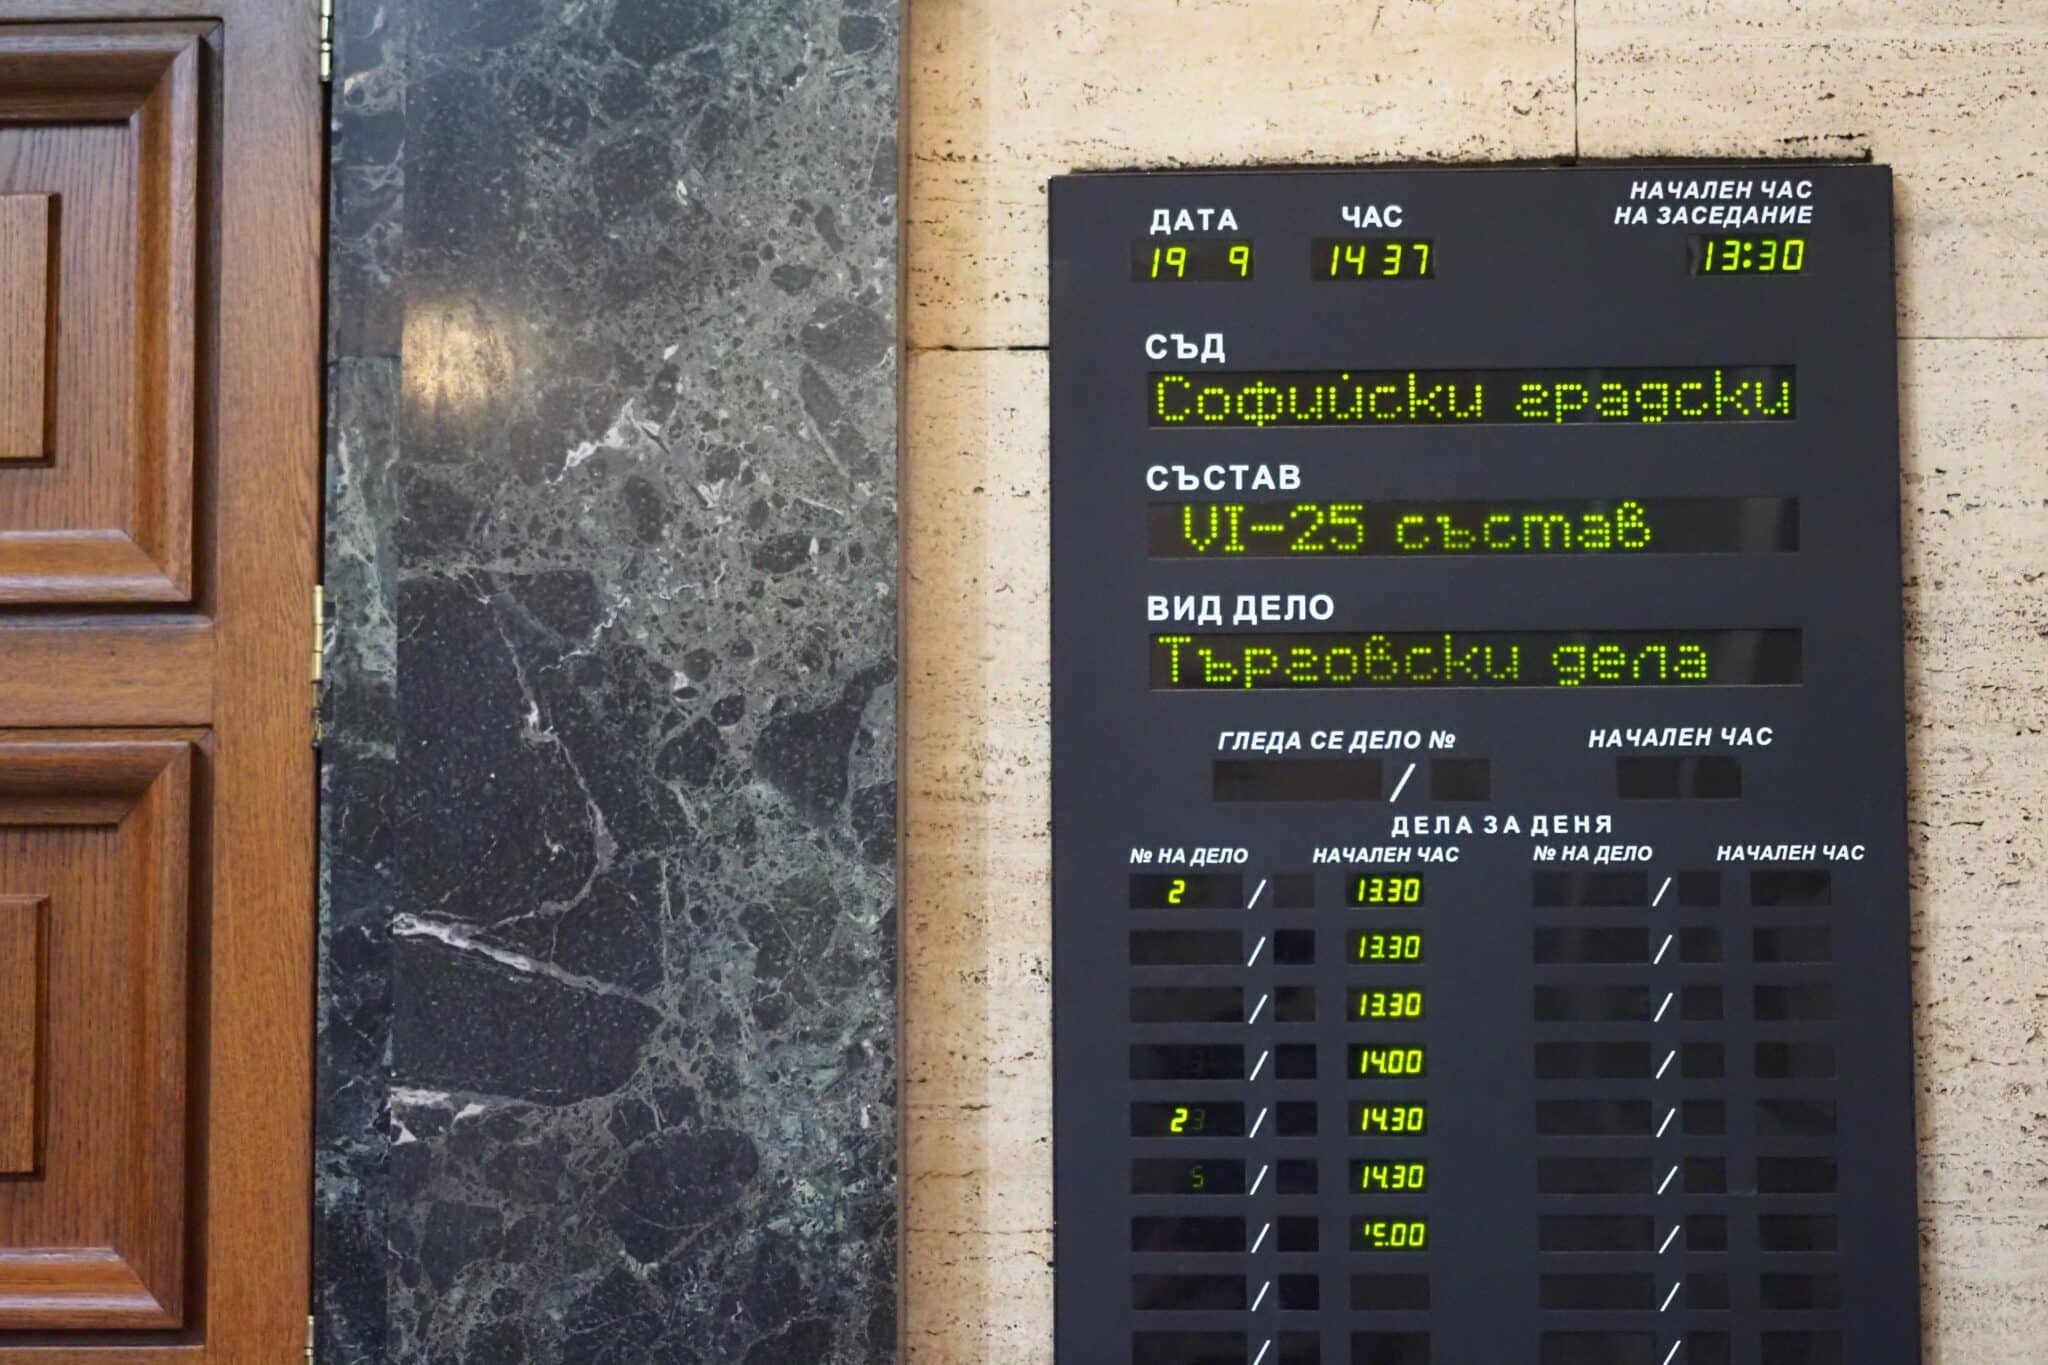 ДАТА ЧАС НАЧАЛЕН ЧАС
НА ЗАСЕДАНИЕ
19 9 14 37 13:30
СЪД
Софийски градски
СЪСТАВ
VI-25 състав
ВИД ДЕЛО
Търговски дела
ГЛЕДА СЕ ДЕЛО № НАЧАЛЕН ЧАС
/
ДЕЛА ЗА ДЕНЯ
№ НА ДЕЛО НАЧАЛЕН ЧАС № НА ДЕЛО НАЧАЛЕН ЧАС
2 / 13.30 /
/ 13.30 /
/ 13.30 /
/ 14.00 /
2 / 14.30 /
/ 14.30 /
/ 15.00 /
/ /
/ /